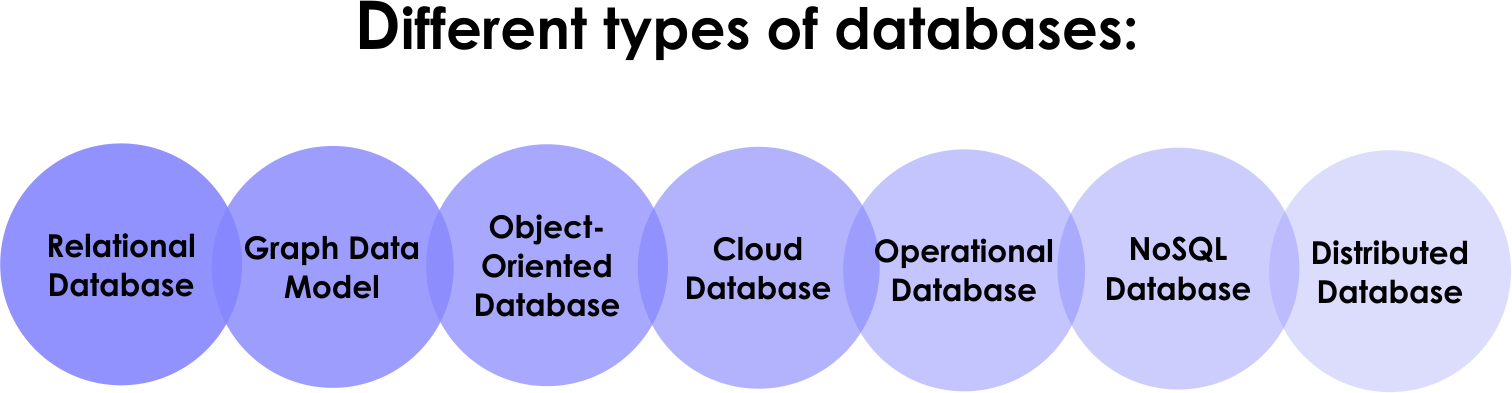 Different types of databases:
Relational
Database
Graph Data
Model
Object-
Oriented
Database
Cloud
Database
Operational
Database
NoSQL
Database
Distributed
Database